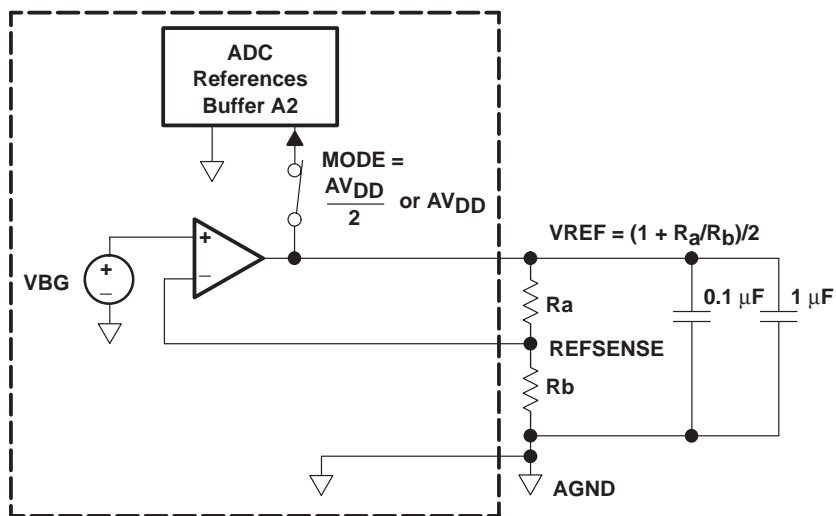 ADC
References
Buffer A2
MODE =
AVDD
2
or AVDD
VREF = (1 + Ra/Rb)/2
+
−
VBG
+
−
Ra
0.1 μF
1 μF
REFSENSE
Rb
AGND